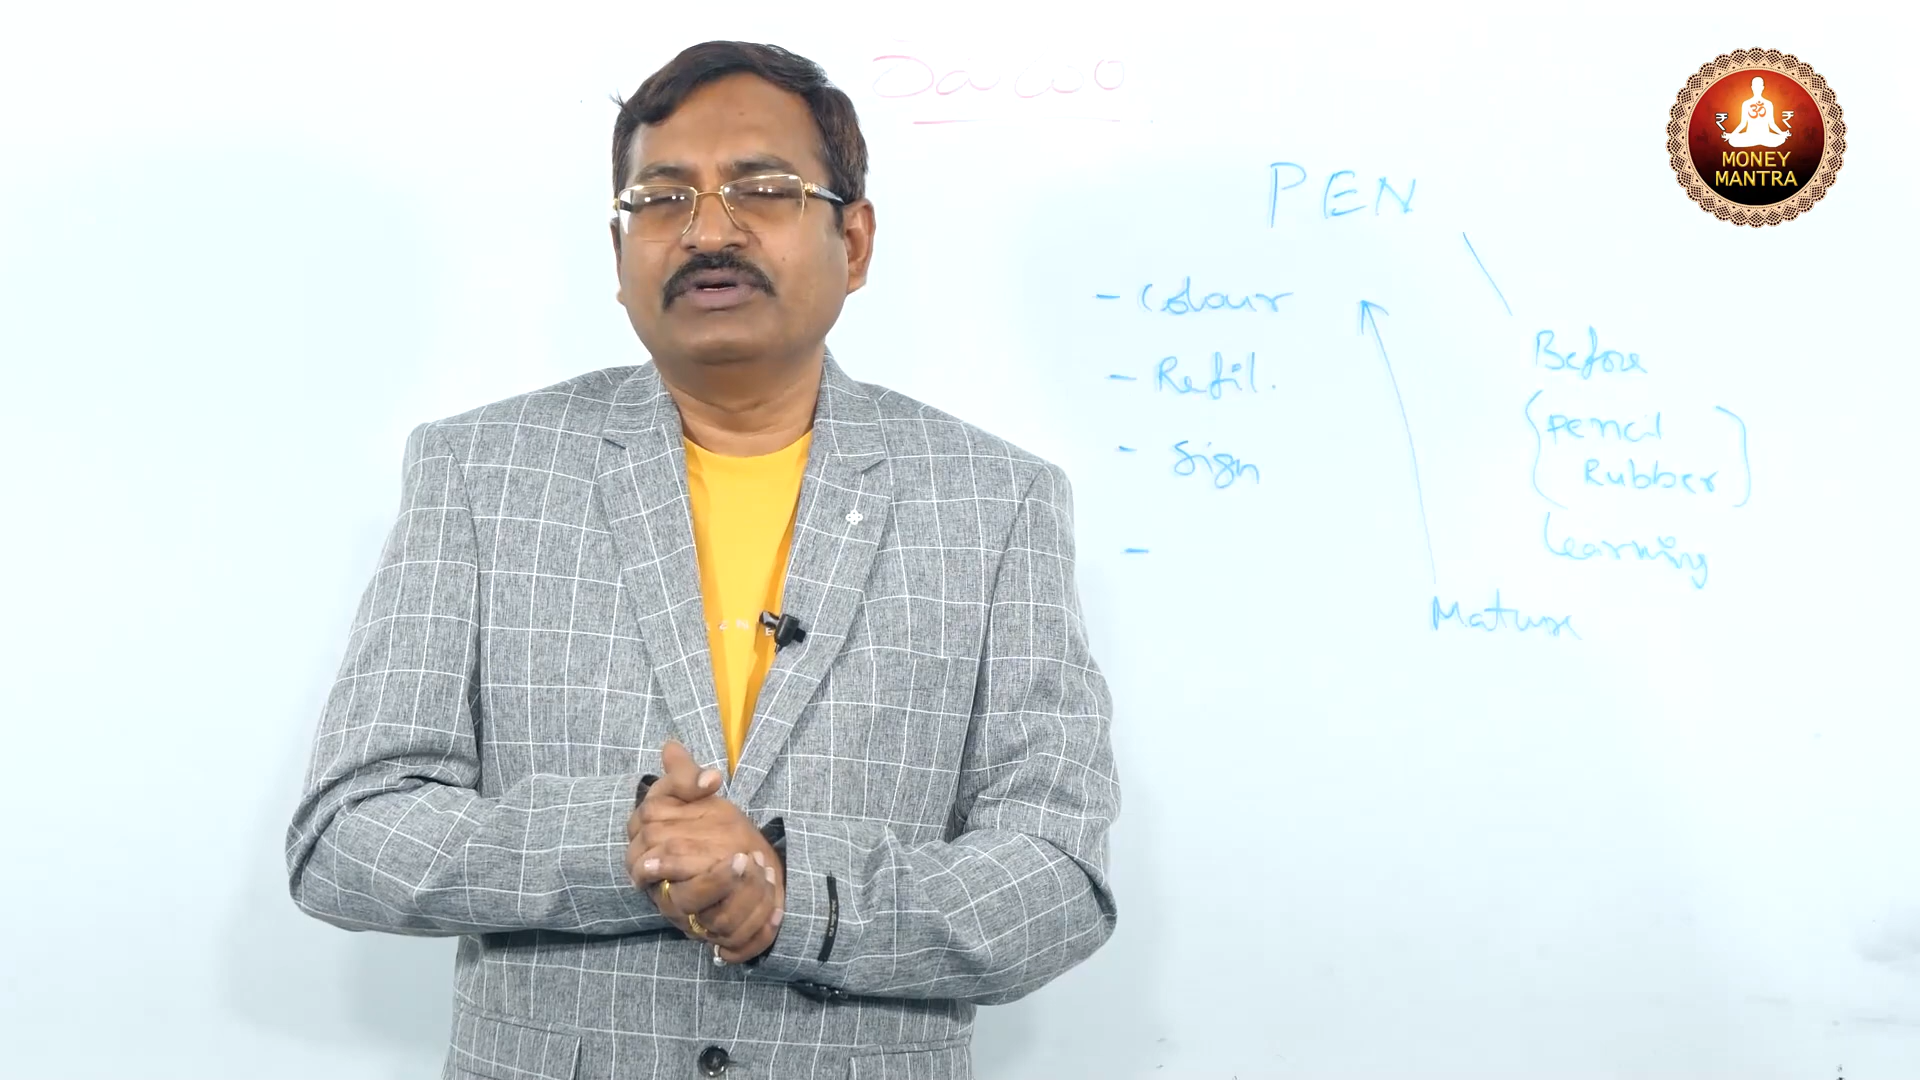 PEN
- Colour
- Refil.
- Sign
-
Before
(Pencil
Rubber)
Learning
Mature
MONEY
MANTRA